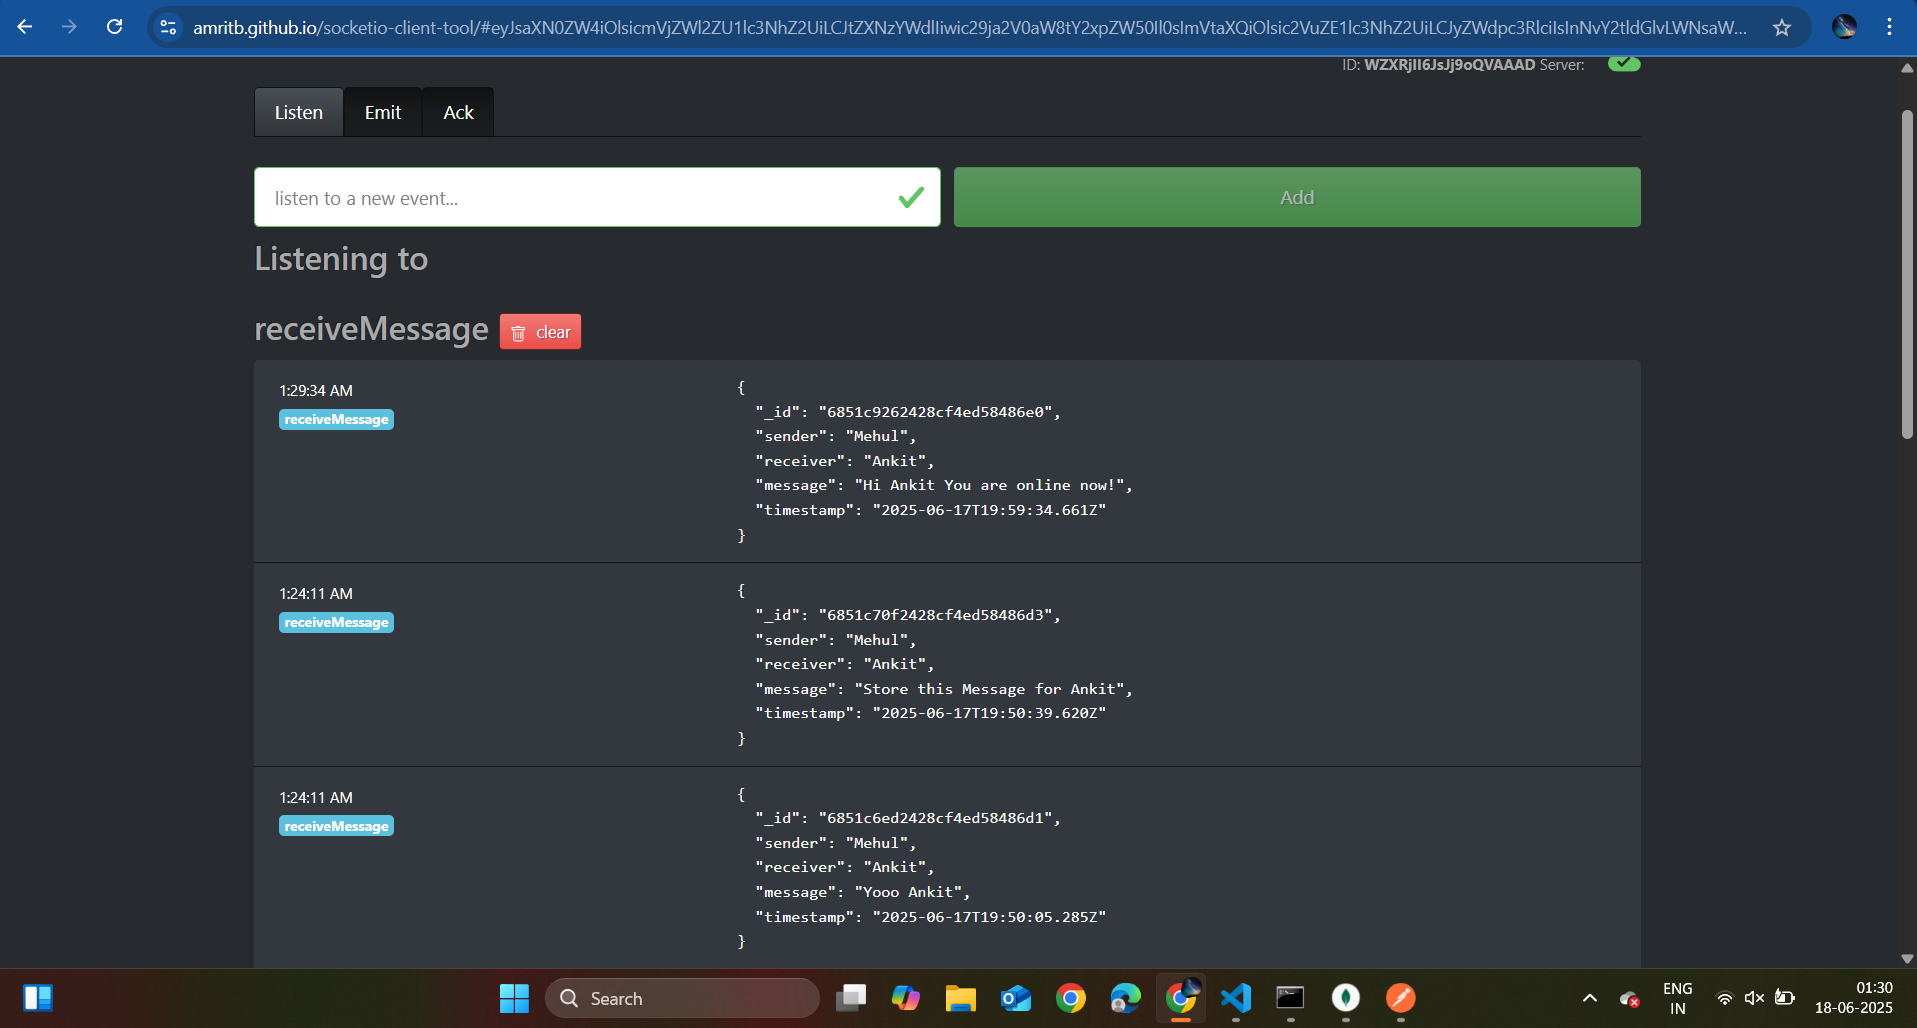 amritb.github.io/socketio-client-tool/#eyJsaXN0ZW4iOlsicmVjZWl2ZU1lc3NhZ2UiLCJtZXNzYWdlIiwic29ja2V0aW8tY2xpZW50Il0sImVtaXQiOlsic2VuZE1lc3NhZ2UiLCJyZWdpc3RlciIsInNvY2tldGlvLWNsaW...
ID: WZXRjII6JsJj9oQVAAAD Server:
Listen Emit Ack
listen to a new event... Add
Listening to
receiveMessage clear
1:29:34 AM
receiveMessage
{
"_id": "6851c9262428cf4ed58486e0",
"sender": "Mehul",
"receiver": "Ankit",
"message": "Hi Ankit You are online now!",
"timestamp": "2025-06-17T19:59:34.661Z"
}
1:24:11 AM
receiveMessage
{
"_id": "6851c70f2428cf4ed58486d3",
"sender": "Mehul",
"receiver": "Ankit",
"message": "Store this Message for Ankit",
"timestamp": "2025-06-17T19:50:39.620Z"
}
1:24:11 AM
receiveMessage
{
"_id": "6851c6ed2428cf4ed58486d1",
"sender": "Mehul",
"receiver": "Ankit",
"message": "Yooo Ankit",
"timestamp": "2025-06-17T19:50:05.285Z"
}
Search
ENG
IN
01:30
18-06-2025